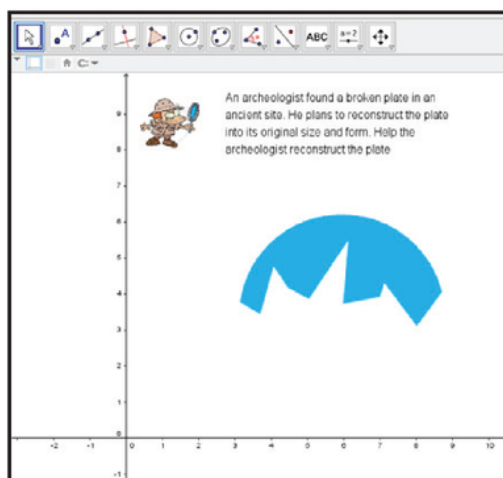 ABC
a=2
An archeologist found a broken plate in an
ancient site. He plans to reconstruct the plate
into its original size and form. Help the
archeologist reconstruct the plate
9
8
7
6
5
4
3
2
1
0
-1
-2 -1 0 1 2 3 4 5 6 7 8 9 10